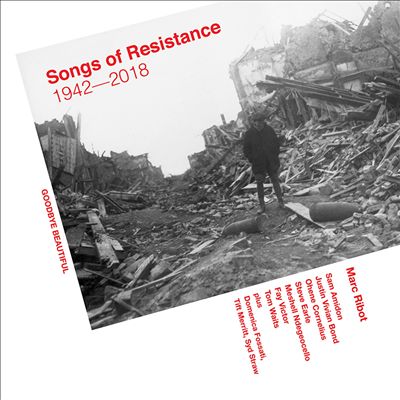 Songs of Resistance
1942—2018
GOODBYE BEAUTIFUL
Marc Ribot
Sam Amidon
Justin Vivian Bond
Ohene Cornelius
Steve Earle
Meshell Ndegeocello
Fay Victor
Tom Waits
plus
Domenica Fossati,
Tift Merritt, Syd Straw